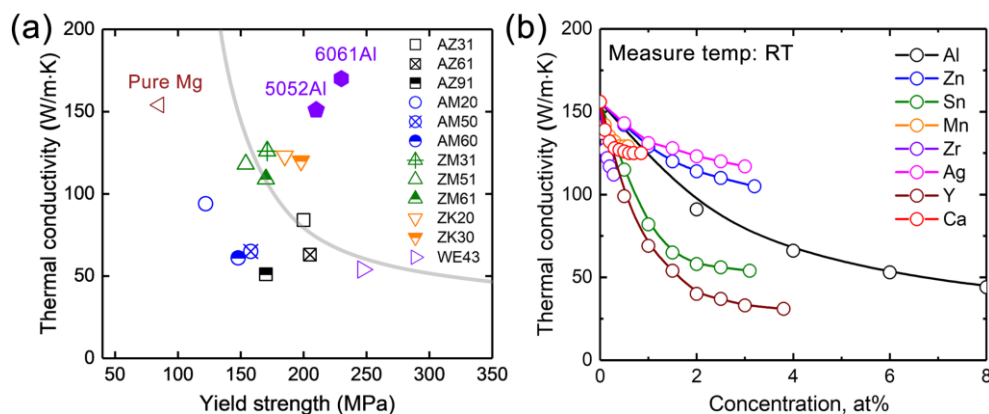 (a)
200
150
100
50
0
Thermal conductivity (W/m·K)
50 100 150 200 250 300 350
Yield strength (MPa)
Pure Mg
6061Al
5052Al
AZ31
AZ61
AZ91
AM20
AM50
AM60
ZM31
ZM51
ZM61
ZK20
ZK30
WE43
(b)
200
150
100
50
0
Thermal conductivity (W/m·K)
0 2 4 6 8
Concentration, at%
Measure temp: RT
Al
Zn
Sn
Mn
Zr
Ag
Y
Ca